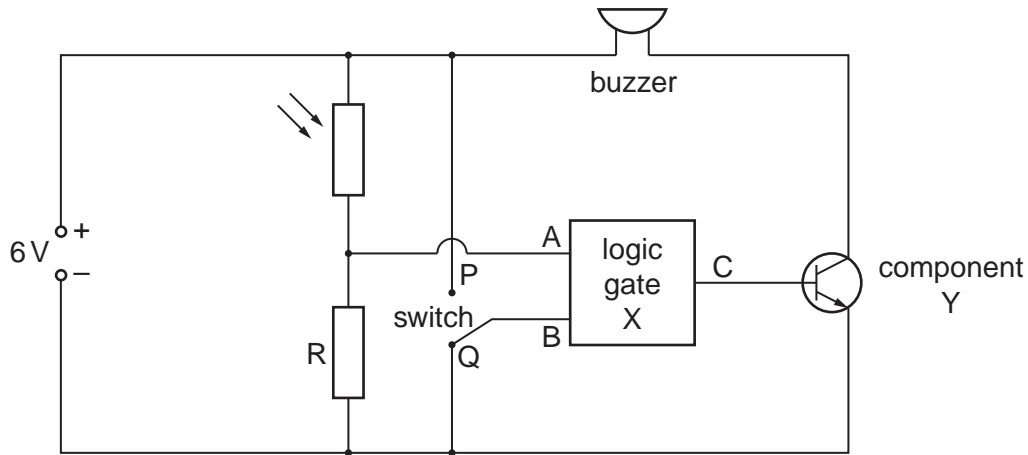 buzzer
+
6 V
–
A
logic
gate
X
C
component
Y
P
switch
B
Q
R